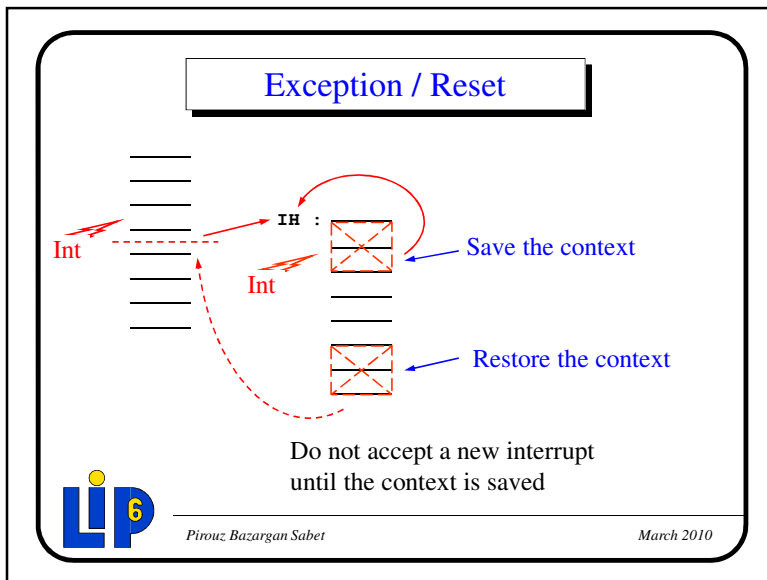 Exception / Reset
IH :
Int
Save the context
Int
Restore the context
Do not accept a new interrupt
until the context is saved
LiP6
Pirouz Bazargan Sabet
March 2010